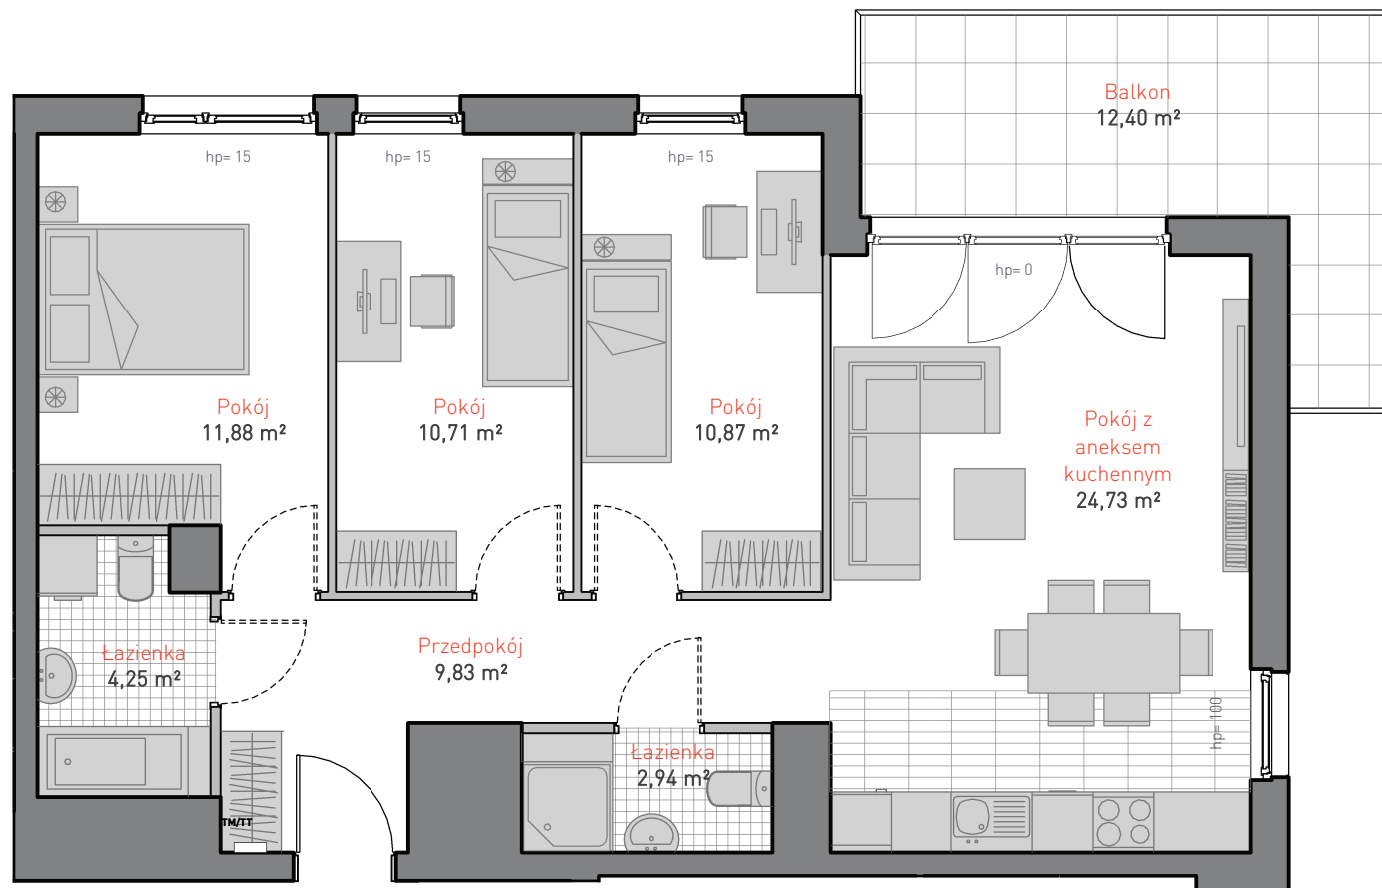 Balkon
12,40 m²
hp= 15
hp= 15
hp= 15
hp= 0
Pokój
11,88 m²
Pokój
10,71 m²
Pokój
10,87 m²
Pokój z
aneksem
kuchennym
24,73 m²
Łazienka
4,25 m²
Przedpokój
9,83 m²
hp= 100
Łazienka
2,94 m²
TM/TT